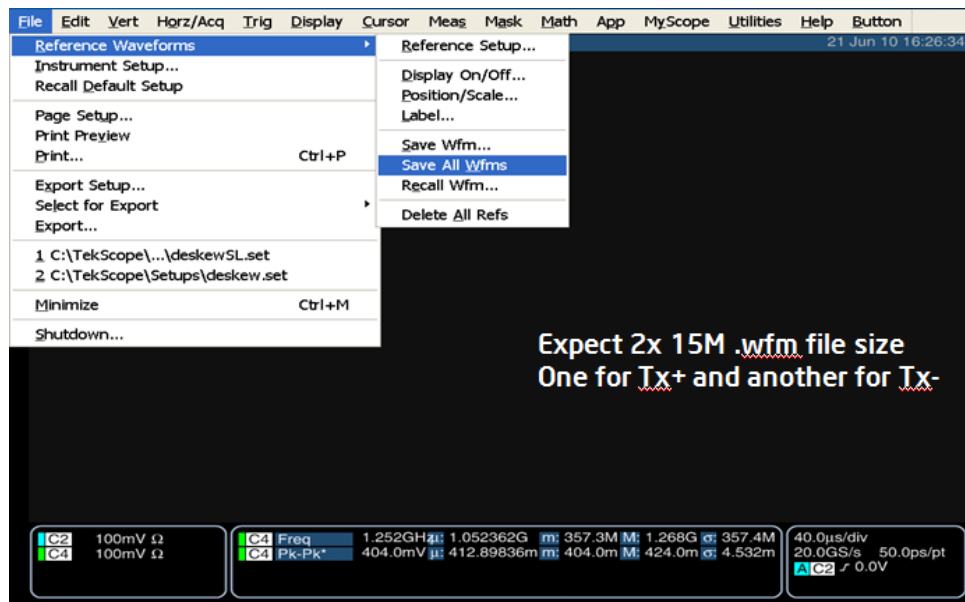 File Edit Vert Horz/Acq Trig Display Cursor Meas Mask Math App MyScope Utilities Help Button
21 Jun 10 16:26:34
Reference Waveforms
Instrument Setup...
Recall Default Setup
Page Setup...
Print Preview
Print... Ctrl+P
Export Setup...
Select for Export
Export...
1 C:\TekScope\...\deskewSL.set
2 C:\TekScope\Setups\deskew.set
Minimize Ctrl+M
Shutdown...
Reference Setup...
Display On/Off...
Position/Scale...
Label...
Save Wfm...
Save All Wfms
Recall Wfm...
Delete All Refs
Expect 2x 15M .wfm file size
One for Tx+ and another for Tx-
C2 100mV Ω
C4 100mV Ω
C4 Freq 1.252GHz μ: 1.052362G m: 357.3M M: 1.268G σ: 357.4M
C4 Pk-Pk* 404.0mV μ: 412.89836m m: 404.0m M: 424.0m σ: 4.532m
40.0μs/div
20.0GS/s 50.0ps/pt
A C2 0.0V